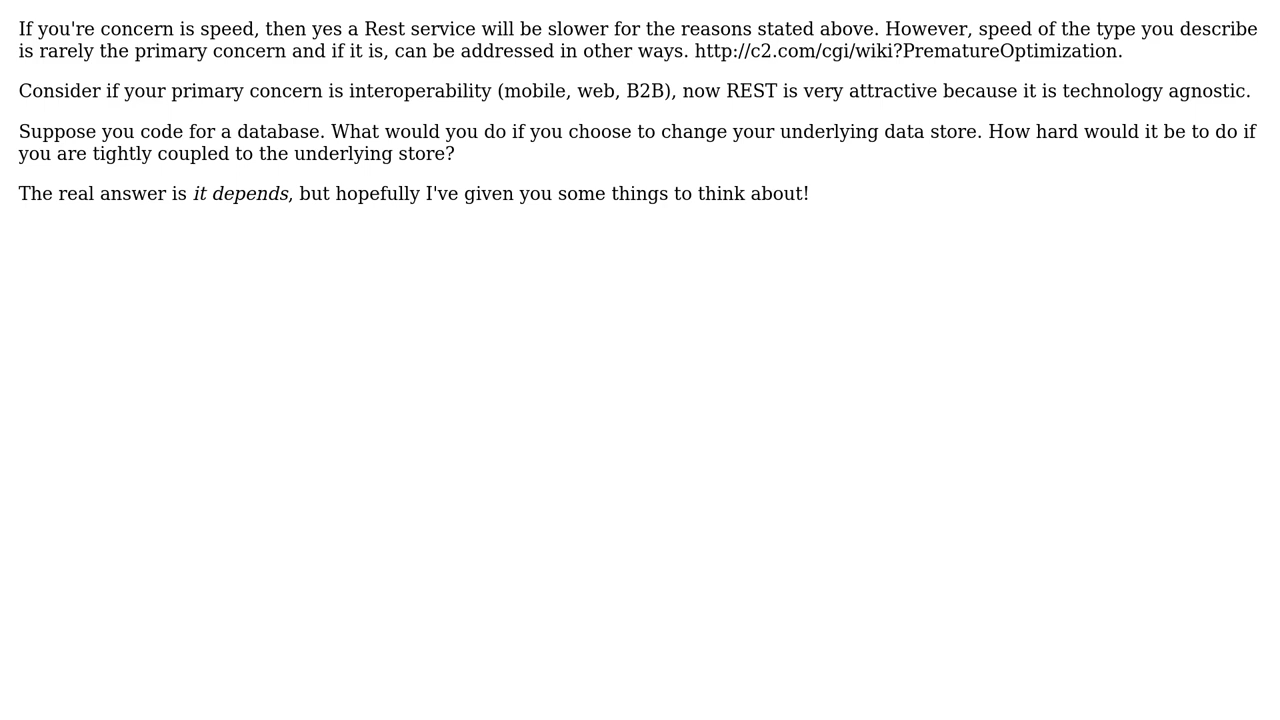 If you're concern is speed, then yes a Rest service will be slower for the reasons stated above. However, speed of the type you describe
is rarely the primary concern and if it is, can be addressed in other ways. http://c2.com/cgi/wiki?PrematureOptimization.
Consider if your primary concern is interoperability (mobile, web, B2B), now REST is very attractive because it is technology agnostic.
Suppose you code for a database. What would you do if you choose to change your underlying data store. How hard would it be to do if
you are tightly coupled to the underlying store?
The real answer is it depends, but hopefully I've given you some things to think about!